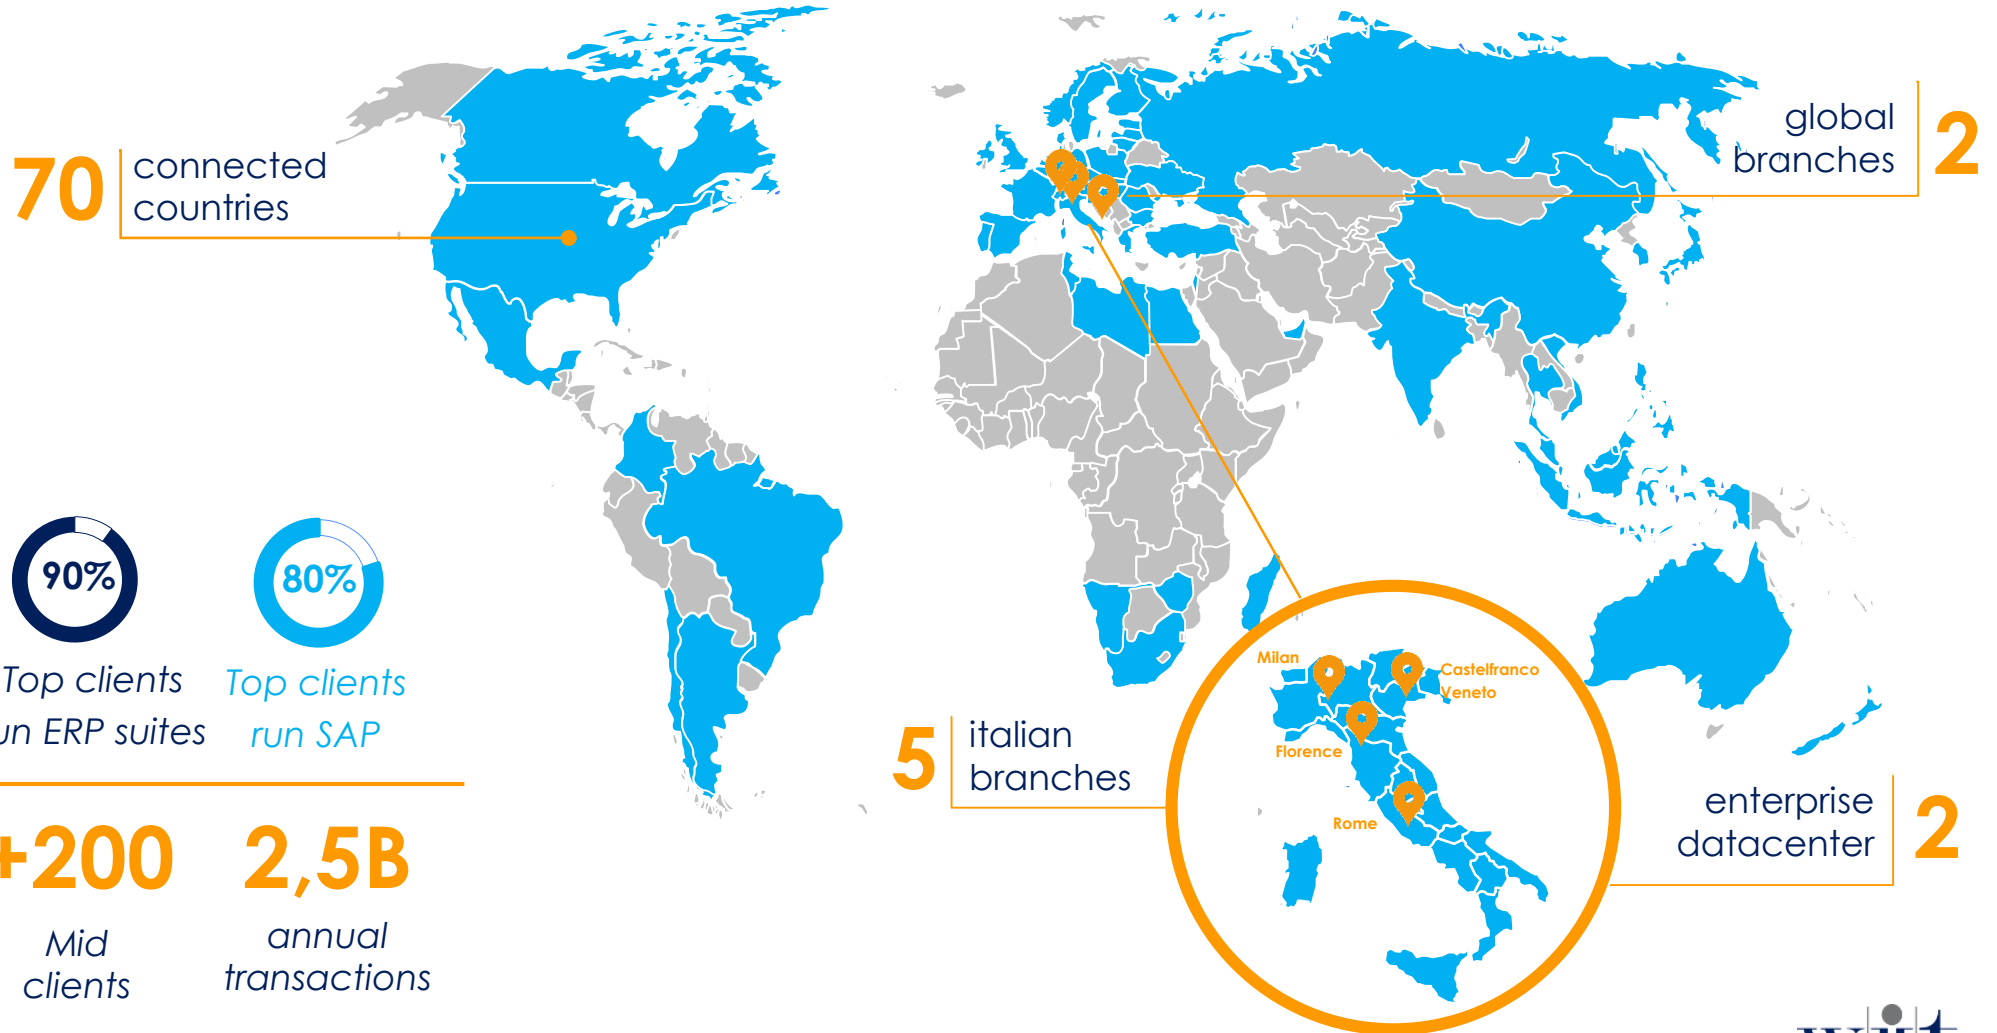 70
connected
countries
global
branches
2
90%
Top clients
un ERP suites
80%
Top clients
run SAP
+200
Mid
clients
2,5B
annual
transactions
5
italian
branches
Milan
Castelfranco
Veneto
Florence
Rome
enterprise
datacenter
2